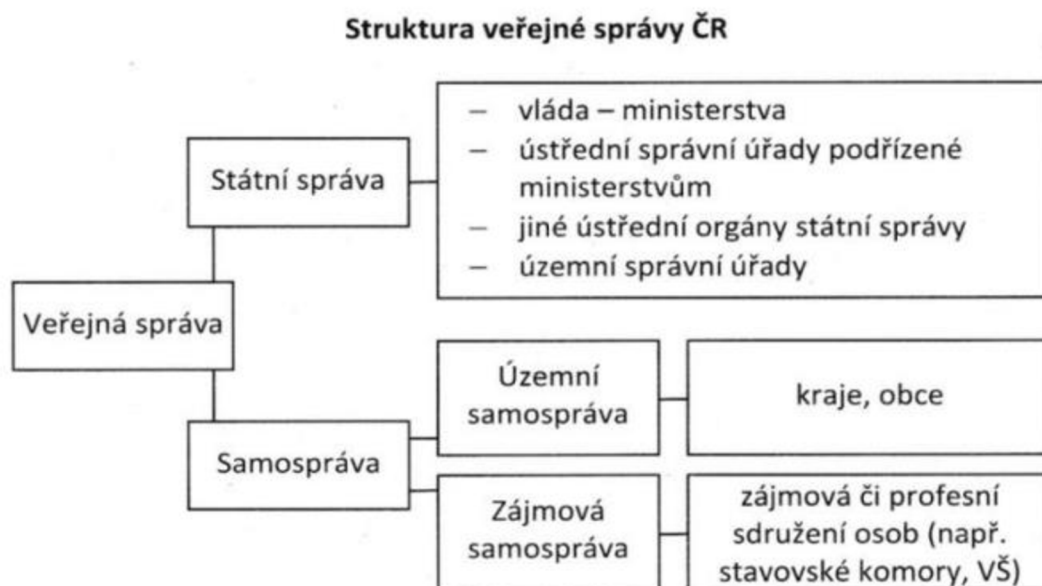 Struktura veřejné správy ČR
– vláda – ministerstva
– ústřední správní úřady podřízené
ministerstvům
– jiné ústřední orgány státní správy
– územní správní úřady
Státní správa
Veřejná správa
Samospráva
Územní
samospráva
kraje, obce
Zájmová
samospráva
zájmová či profesní
sdružení osob (např.
stavovské komory, VŠ)